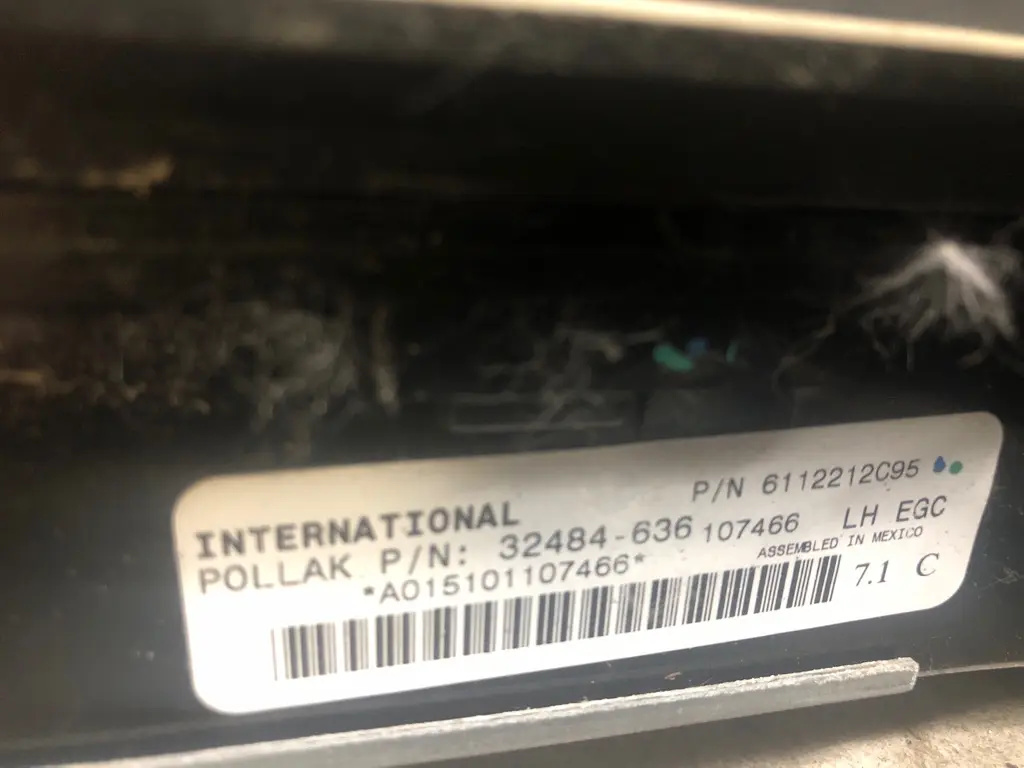 INTERNATIONAL P/N 6112212C95
POLLAK P/N: 32484-636 107466 LH EGC
*A015101107466* ASSEMBLED IN MEXICO
7.1 C